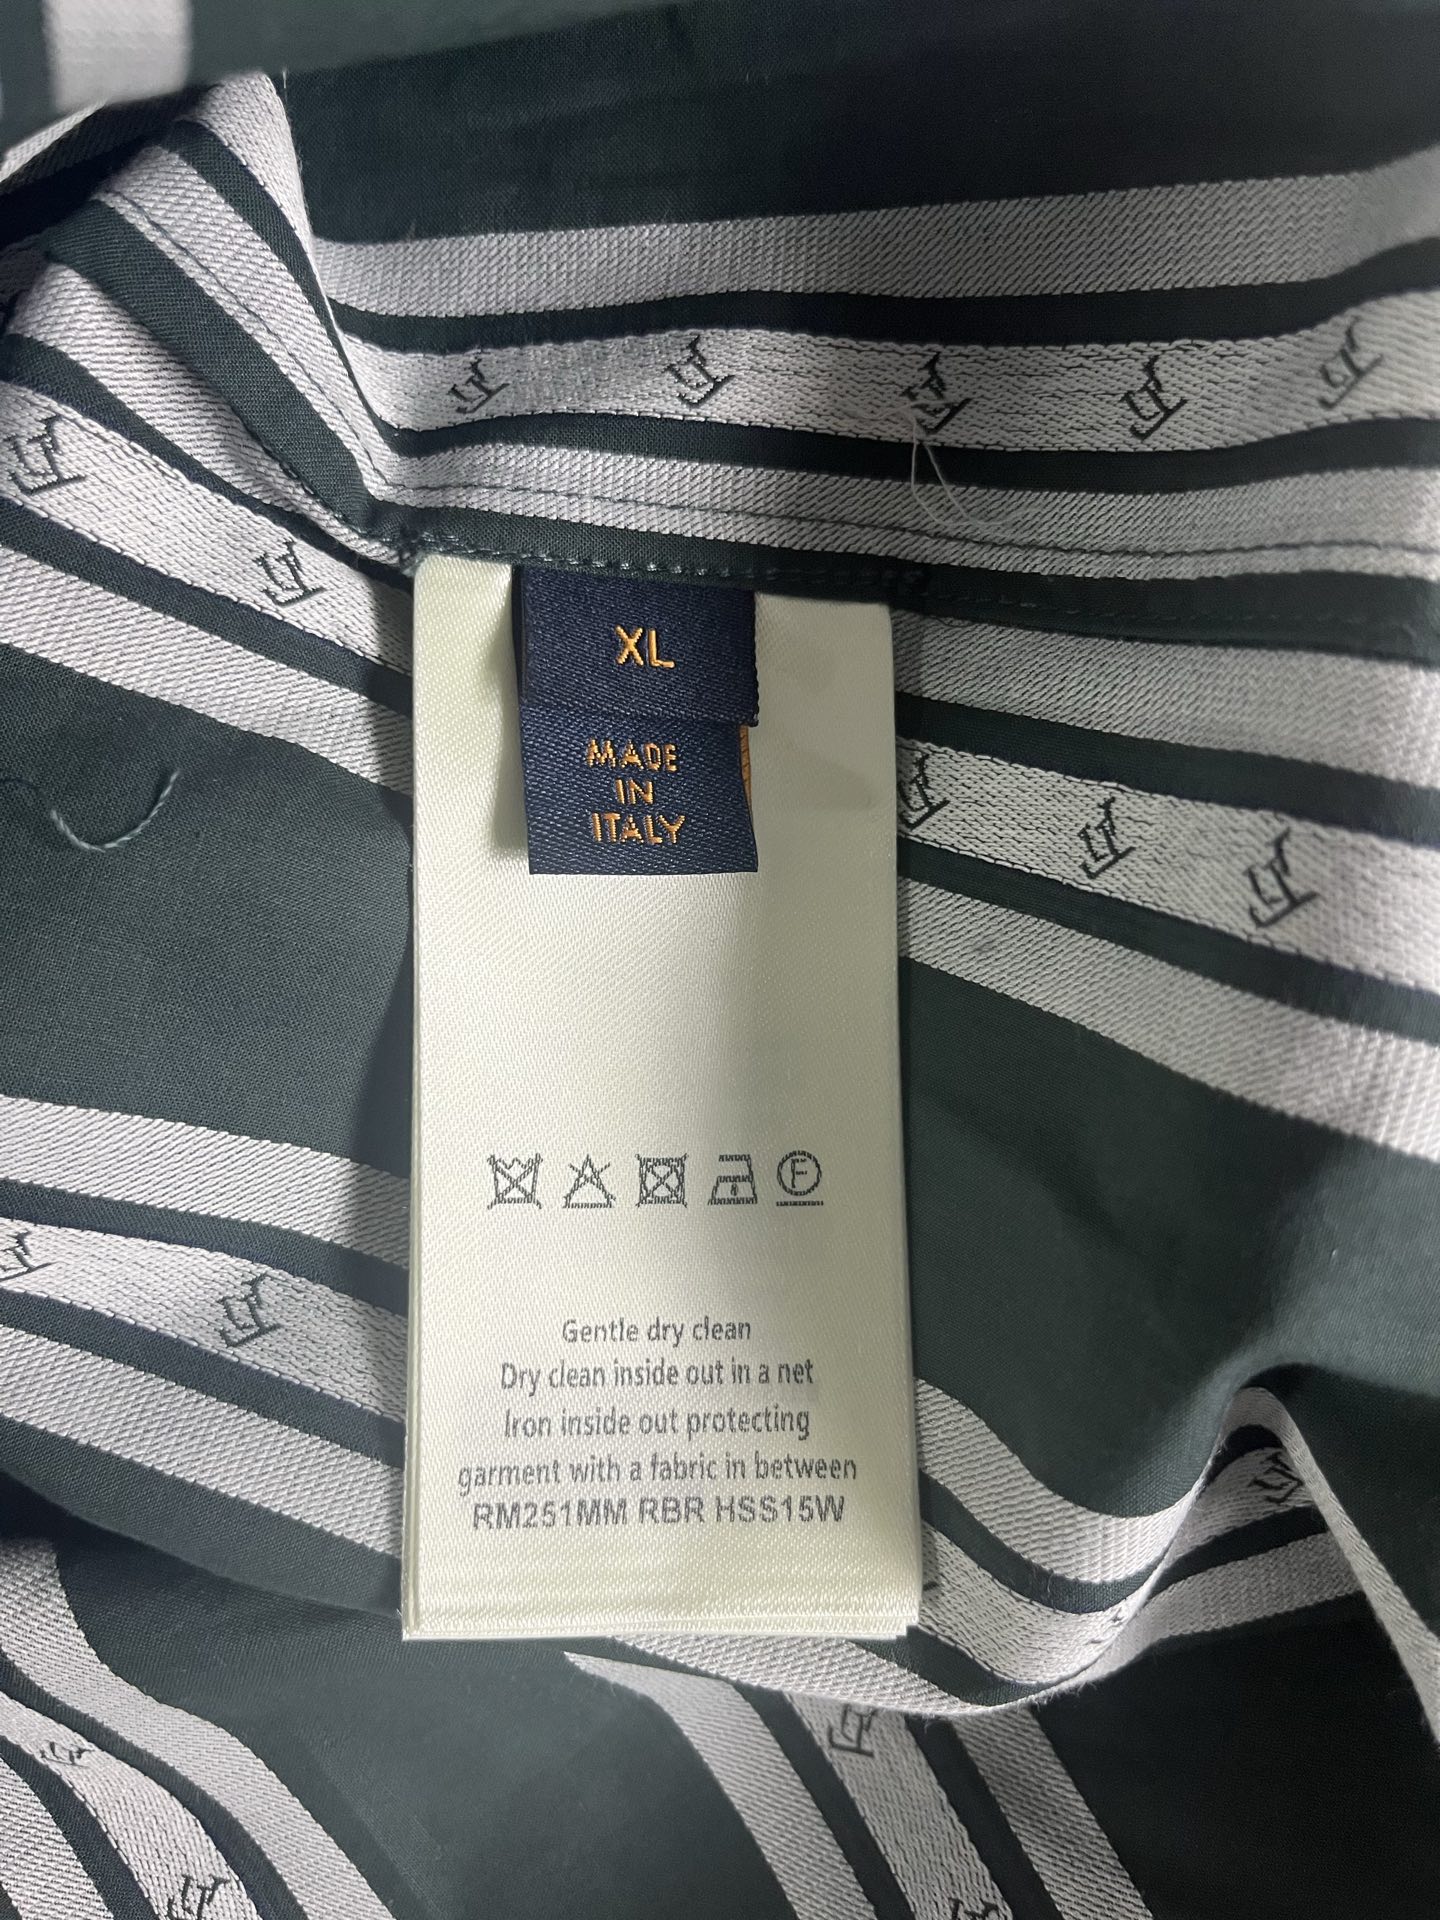 XL
MADE
IN
ITALY
F
Gentle dry clean
Dry clean inside out in a net
Iron inside out protecting
garment with a fabric in between
RM251MM RBR HSS15W